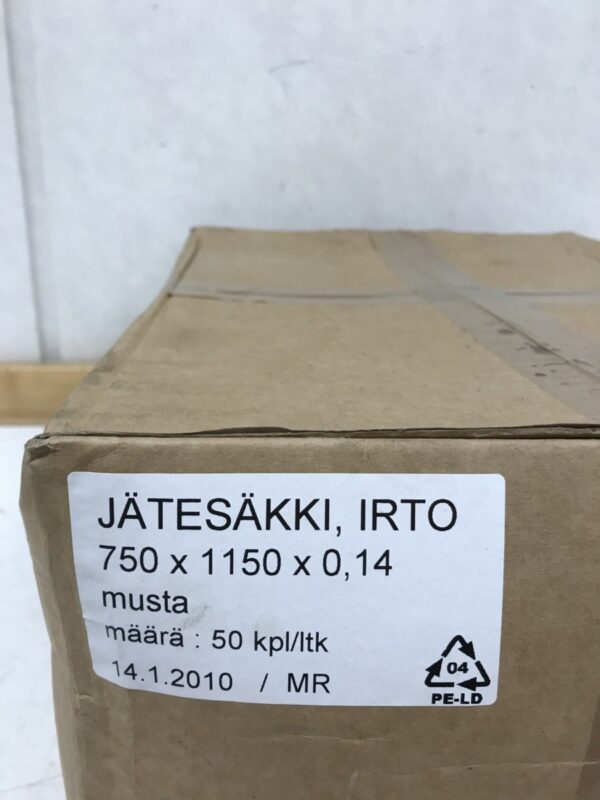 JÄTESÄKKI, IRTO
750 x 1150 x 0,14
musta
määrä : 50 kpl/ltk
14.1.2010 / MR
04
PE-LD